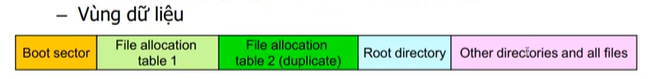 – Vùng dữ liệu
Boot sector
File allocation
table 1
File allocation
table 2 (duplicate)
Root directory
Other directories and all files